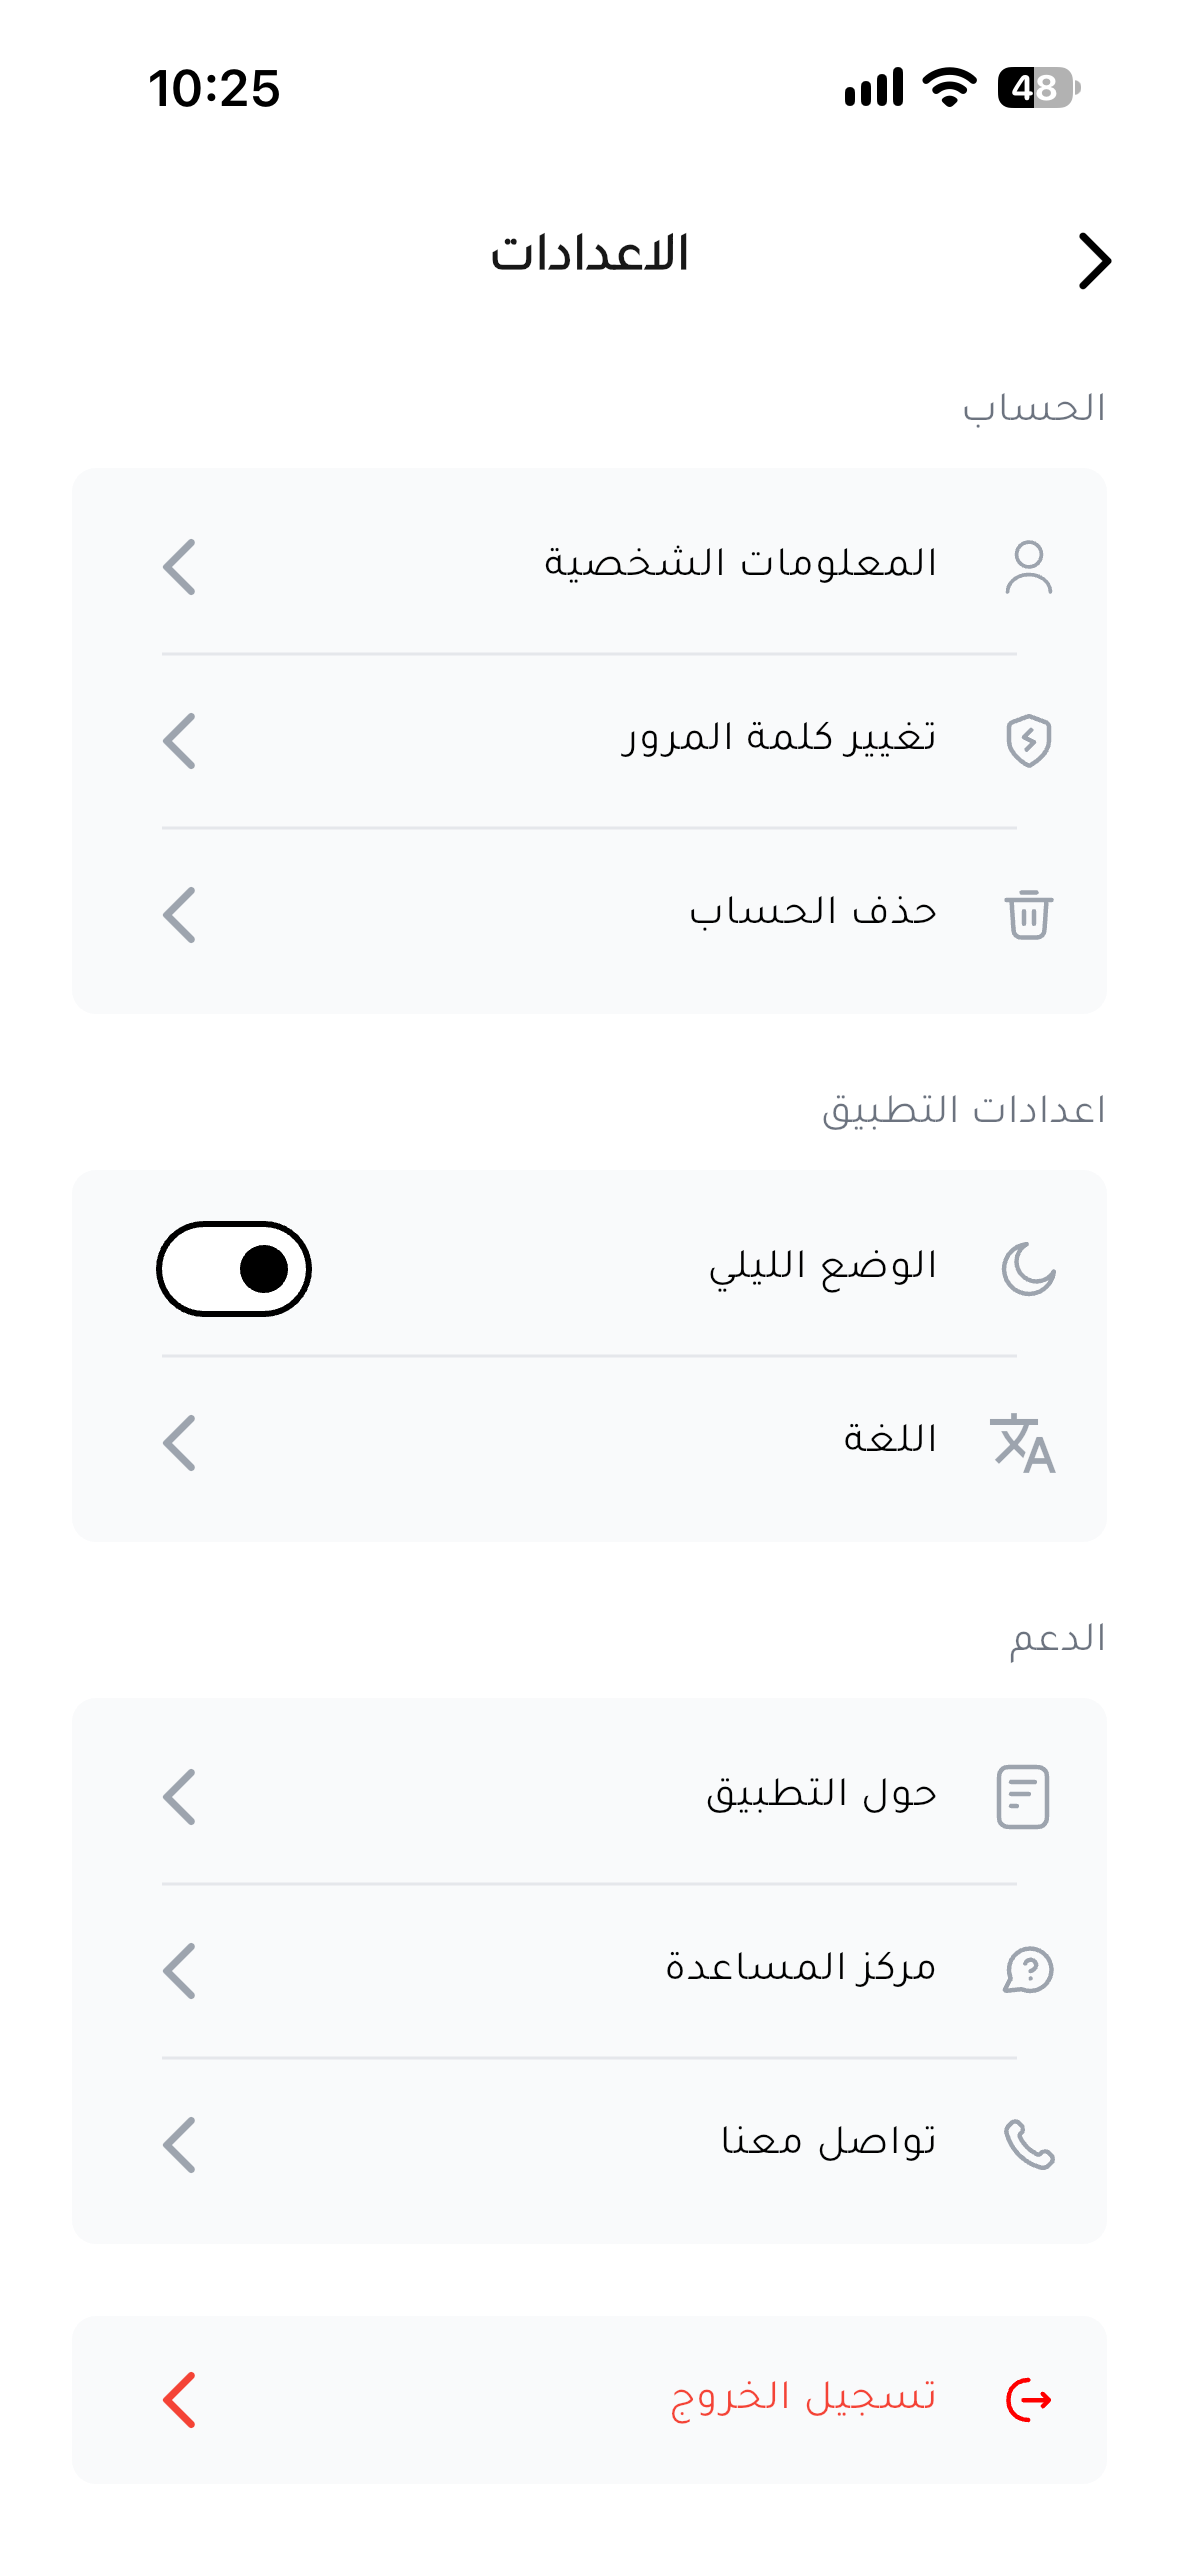 10:25
48
الاعدادات
الحساب
المعلومات الشخصية
تغيير كلمة المرور
حذف الحساب
اعدادات التطبيق
الوضع الليلي
اللغة
الدعم
حول التطبيق
مركز المساعدة
تواصل معنا
تسجيل الخروج